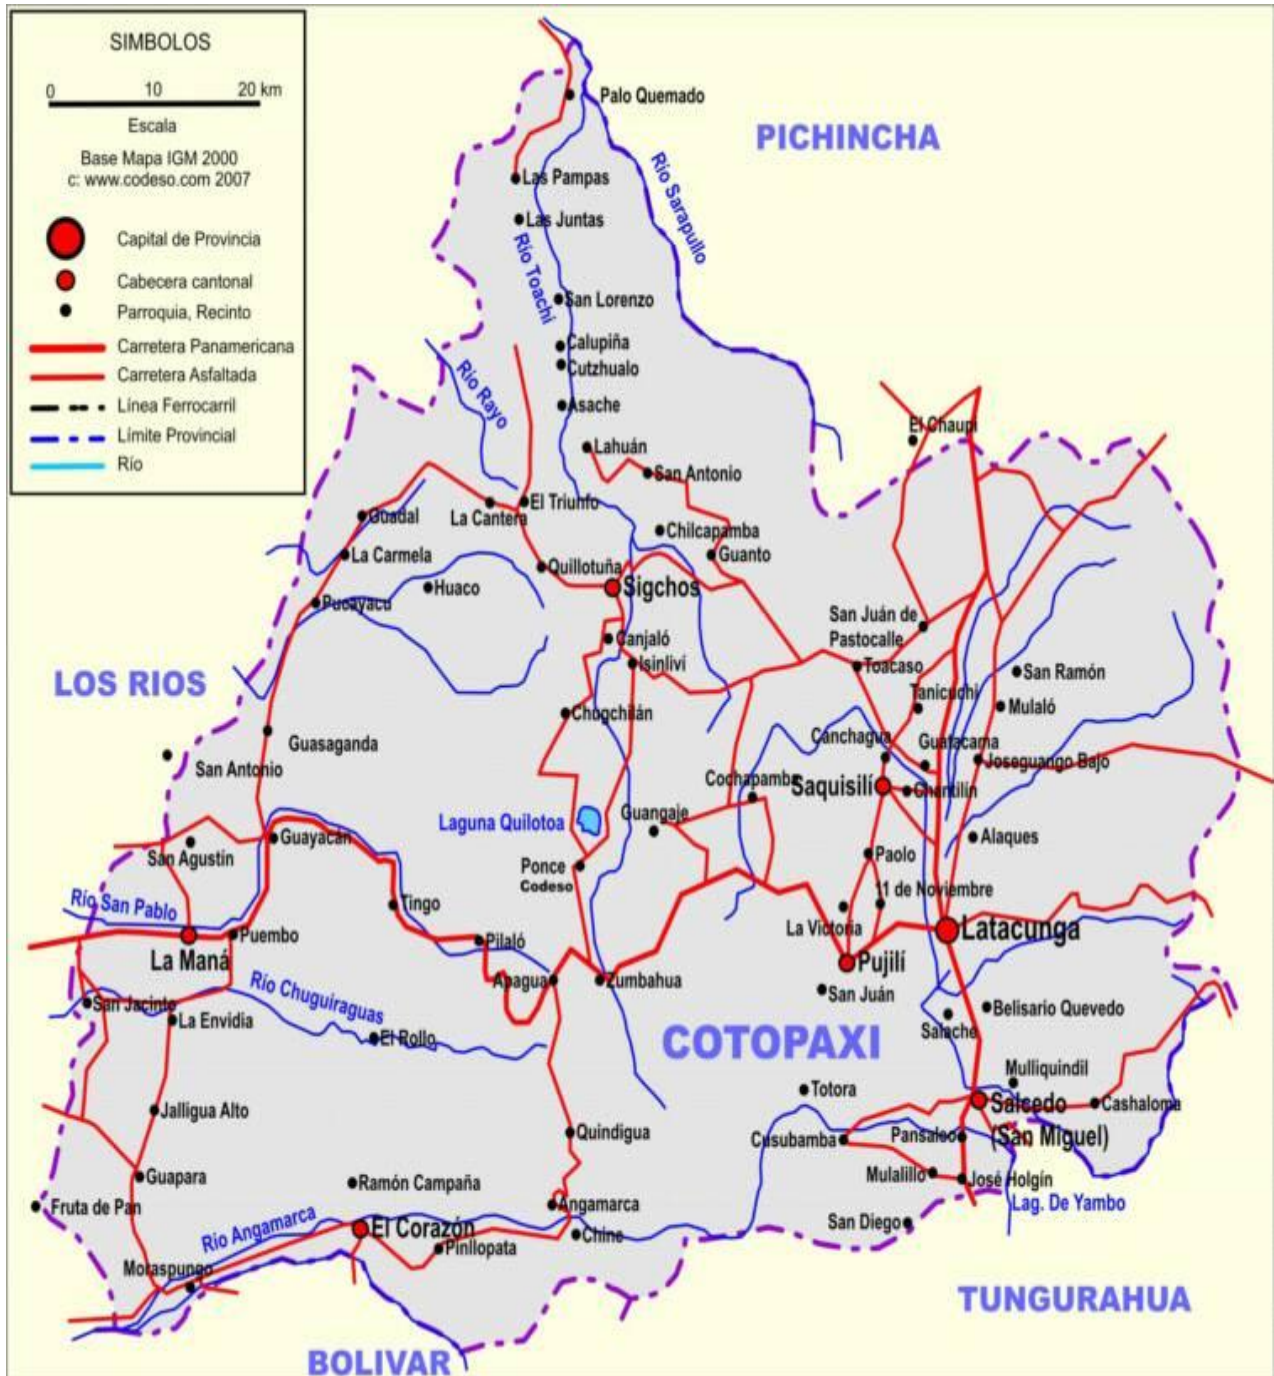 SIMBOLOS
0 10 20 km
Escala
Base Mapa IGM 2000
c: www.codeso.com 2007
Capital de Provincia
Cabecera cantonal
Parroquia, Recinto
Carretera Panamericana
Carretera Asfaltada
Línea Ferrocarril
Límite Provincial
Río
Palo Quemado
PICHINCHA
Río Sarapullo
Las Pampas
Las Juntas
Río Toachi
San Lorenzo
Calupiña
Cutzhualo
Río Rayo
Asache
El Chaupi
Lahuán
San Antonio
El Triunfo
La Cantera
Guadal
Chilcapamba
La Carmela
Guanto
Quillotuña
Huaco
Sigchos
Pucayacu
San Juán de
Pastocalle
Canjaló
Isinliví
Toacaso
San Ramón
LOS RIOS
Tanicuchi
Mulaló
Chogchilán
Guasaganda
Canchagua
Guatacama
San Antonio
Joseguango Bajo
Cochapamba
Saquisilí
Chantilín
Laguna Quilotoa
Guangaje
Guayacán
Alaques
San Agustín
Ponce
Codeso
Paolo
11 de Noviembre
Río San Pablo
Tingo
La Victoria
Latacunga
Puembo
Pilaló
La Maná
Pujilí
Apagua
Zumbahua
Río Chuguiraguas
San Juán
San Jacinto
La Envidia
Belisario Quevedo
Salache
El Rollo
COTOPAXI
Mulliquindil
Totora
Salcedo
Cashaloma
Jalligua Alto
Quindigua
Cusubamba
Pansaleo
(San Miguel)
Guapara
Ramón Campaña
Mulalillo
José Holgín
Fruta de Pan
Angamarca
Lag. De Yambo
Río Angamarca
El Corazón
Chine
San Diego
Pinllopata
Moraspungo
TUNGURAHUA
BOLIVAR